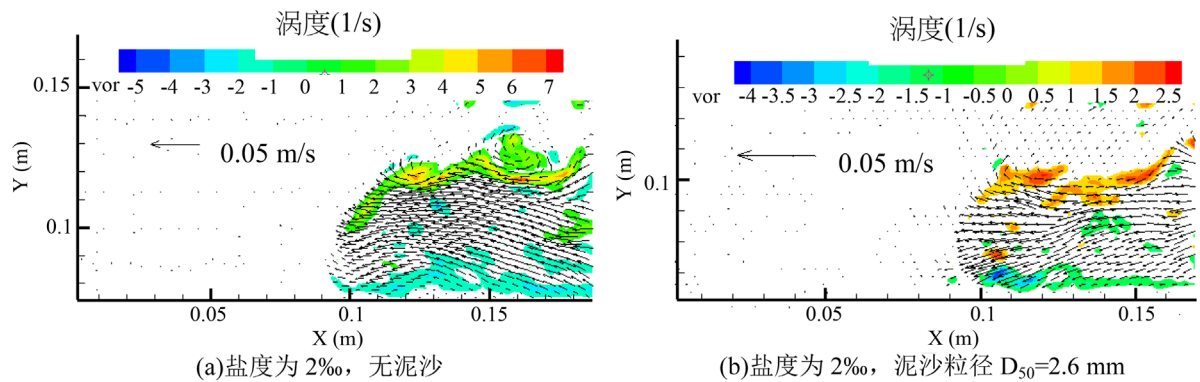 涡度(1/s)
vor -5 -4 -3 -2 -1 0 1 2 3 4 5 6 7
0.15
0.05 m/s
Y (m)
0.1
0.05 0.1 0.15
X (m)
(a)盐度为 2‰，无泥沙
涡度(1/s)
vor -4 -3.5 -3 -2.5 -2 -1.5 -1 -0.5 0 0.5 1 1.5 2 2.5
0.05 m/s
Y (m)
0.1
0.05 0.1 0.15
X (m)
(b)盐度为 2‰，泥沙粒径 D50=2.6 mm